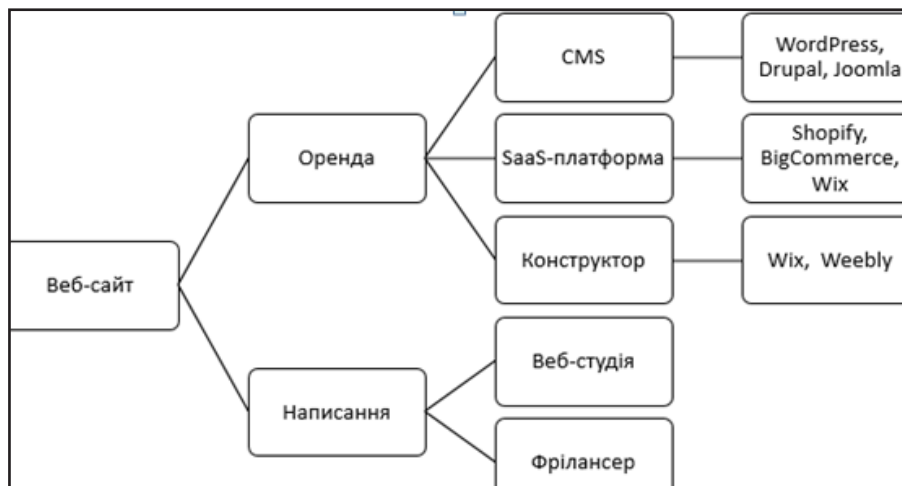 CMS
WordPress,
Drupal, Joomla
Оренда
SaaS-платформа
Shopify,
BigCommerce,
Wix
Веб-сайт
Конструктор
Wix, Weebly
Написання
Веб-студія
Фрілансер